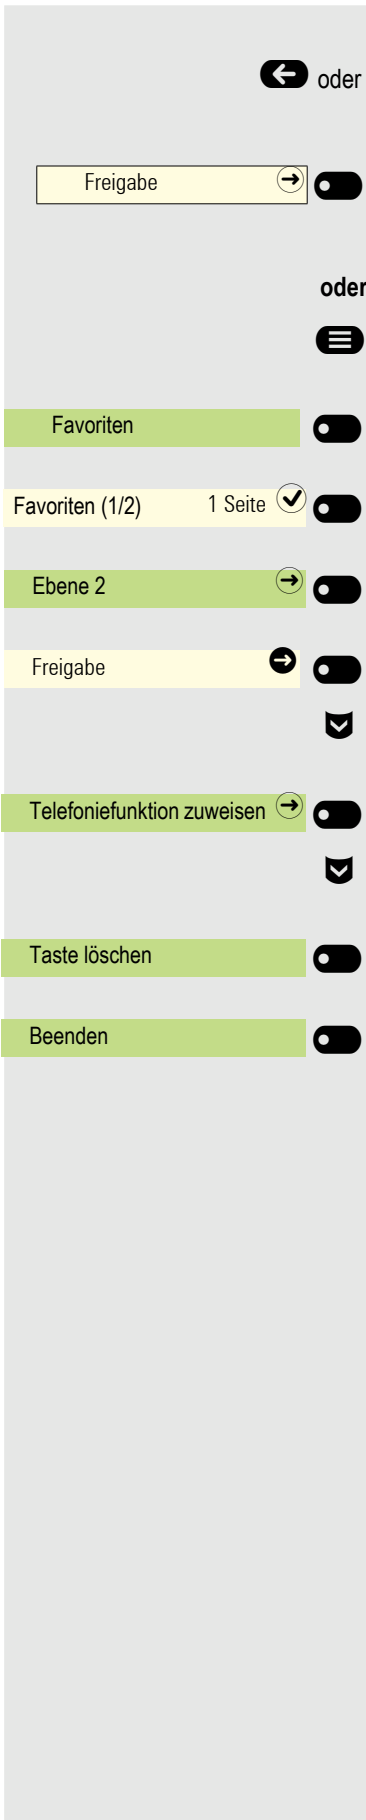 oder
Freigabe
oder
Favoriten
Favoriten (1/2) 1 Seite
Ebene 2
Freigabe
Telefoniefunktion zuweisen
Taste löschen
Beenden